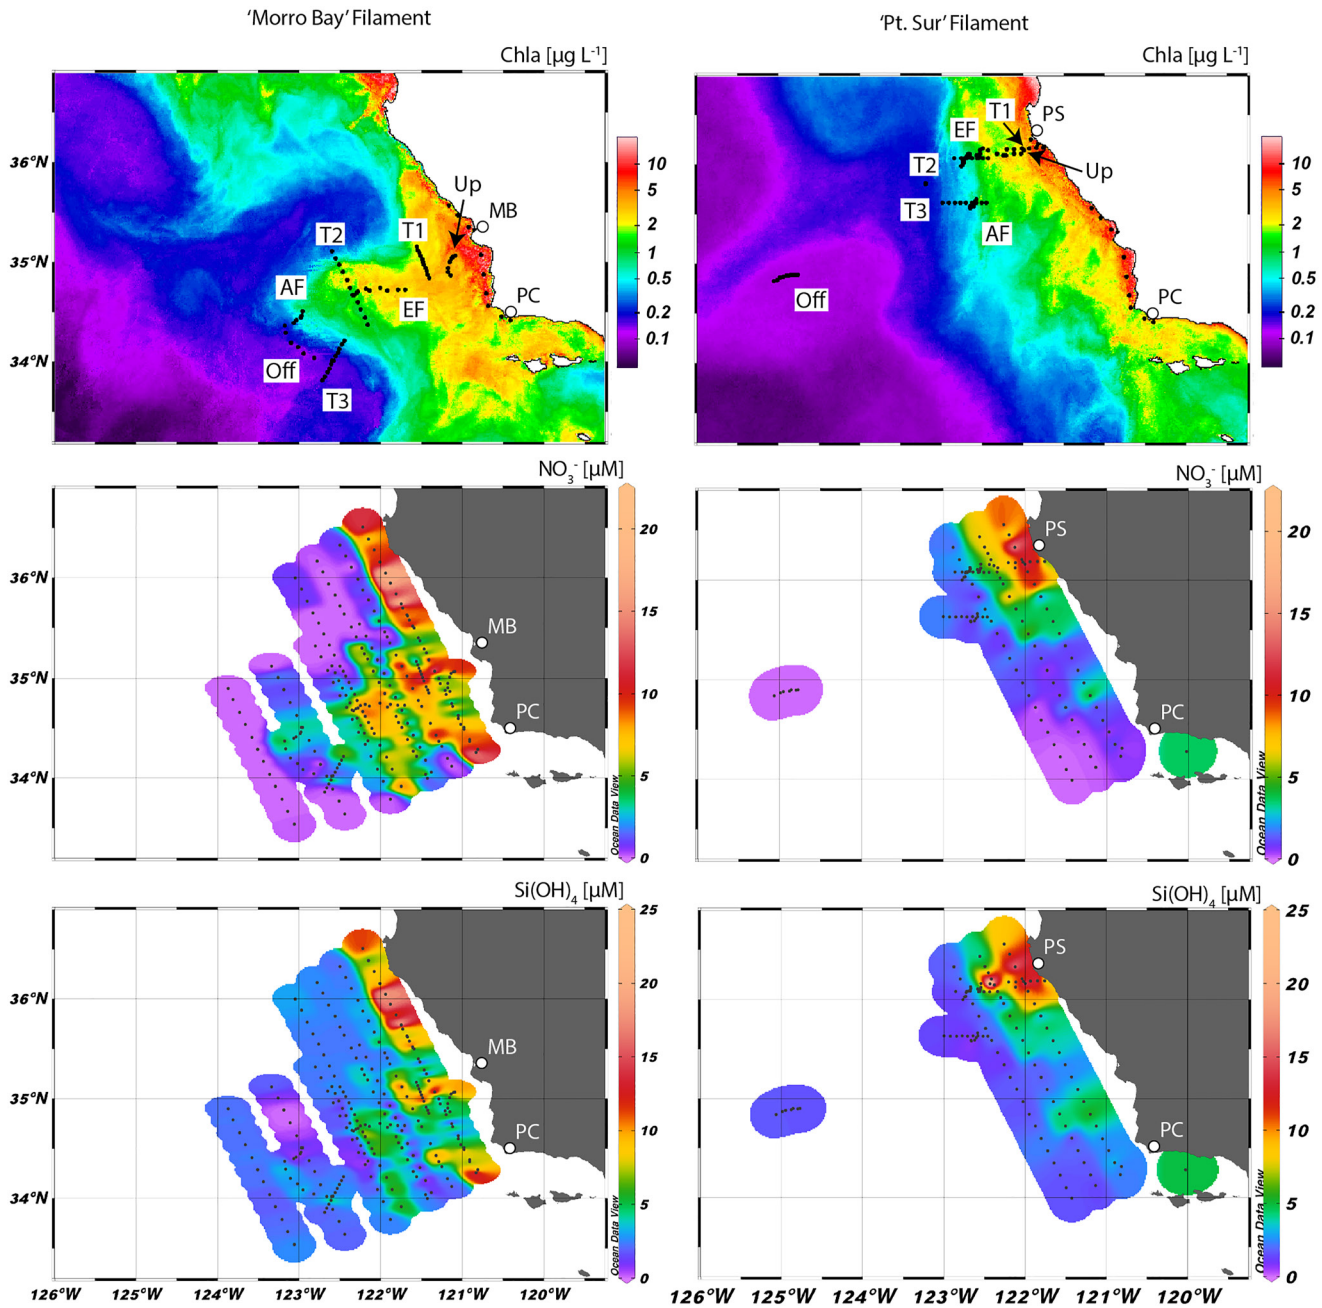 'Morro Bay' Filament
'Pt. Sur' Filament
Chla [µg L-1]
Chla [µg L-1]
36°N
35°N
34°N
T2
T1
Up
MB
AF
EF
PC
Off
T3
10
5
2
1
0.5
0.2
0.1
T1
PS
EF
T2
Up
T3
AF
Off
PC
10
5
2
1
0.5
0.2
0.1
NO3- [µM]
NO3- [µM]
36°N
35°N
34°N
MB
PC
20
15
10
5
0
Ocean Data View
PS
PC
20
15
10
5
0
Ocean Data View
Si(OH)4 [µM]
Si(OH)4 [µM]
36°N
35°N
34°N
MB
PC
25
20
15
10
5
0
Ocean Data View
PS
PC
25
20
15
10
5
0
Ocean Data View
126°W 125°W 124°W 123°W 122°W 121°W 120°W
126°W 125°W 124°W 123°W 122°W 121°W 120°W